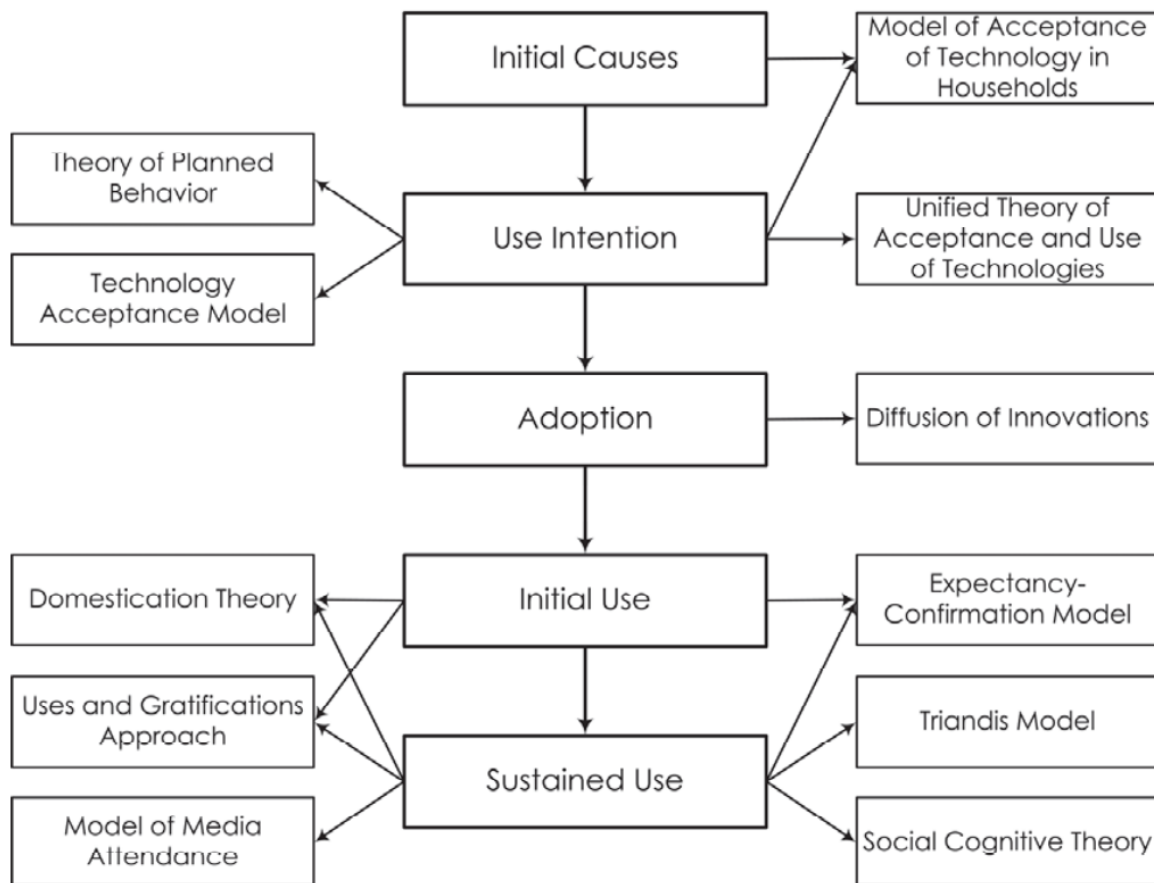 Initial Causes
Model of Acceptance
of Technology in
Households
Theory of Planned
Behavior
Use Intention
Unified Theory of
Acceptance and Use
of Technologies
Technology
Acceptance Model
Adoption
Diffusion of Innovations
Domestication Theory
Initial Use
Expectancy-
Confirmation Model
Uses and Gratifications
Approach
Triandis Model
Sustained Use
Model of Media
Attendance
Social Cognitive Theory